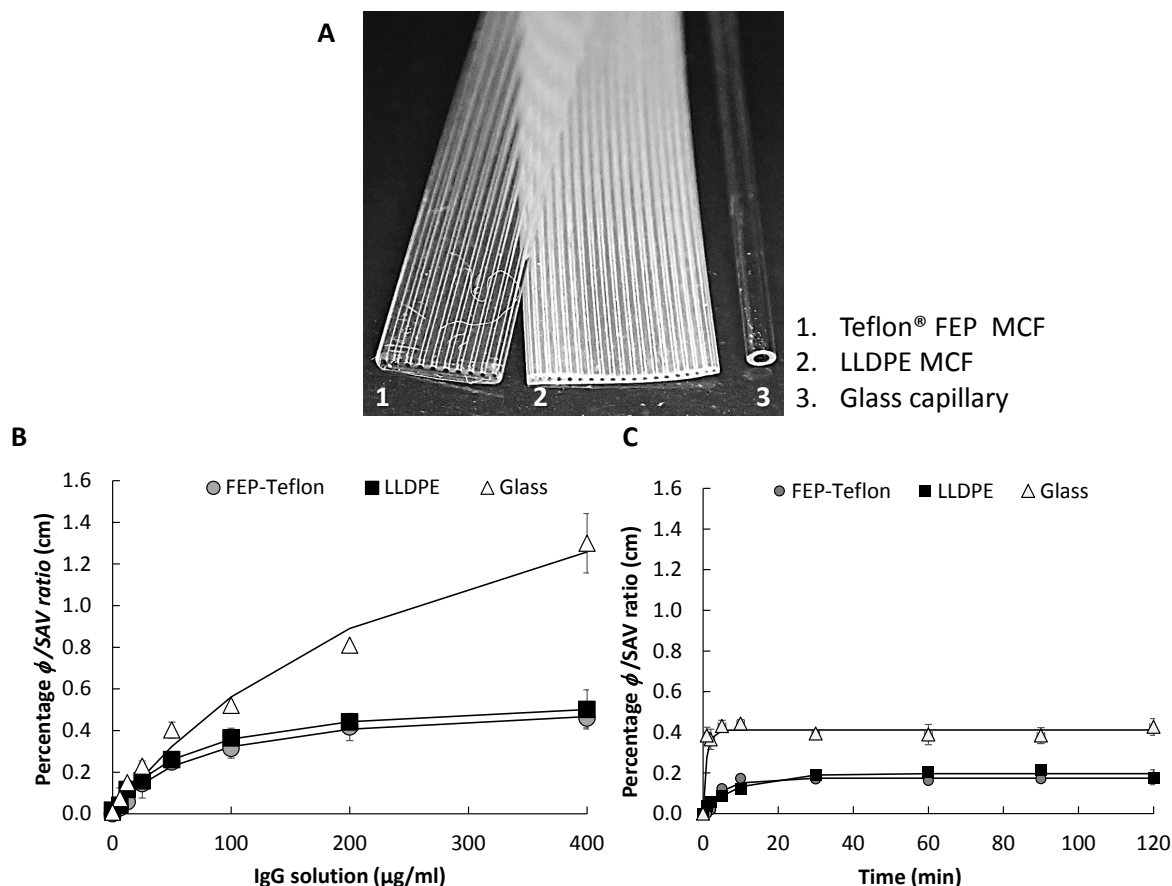 A
1 2 3
1. Teflon® FEP MCF
2. LLDPE MCF
3. Glass capillary
B
FEP-Teflon LLDPE Glass
Percentage ϕ/SAV ratio (cm)
1.6
1.4
1.2
1.0
0.8
0.6
0.4
0.2
0.0
0 100 200 300 400
IgG solution (µg/ml)
C
FEP-Teflon LLDPE Glass
Percentage ϕ/SAV ratio (cm)
1.6
1.4
1.2
1.0
0.8
0.6
0.4
0.2
0.0
0 20 40 60 80 100 120
Time (min)